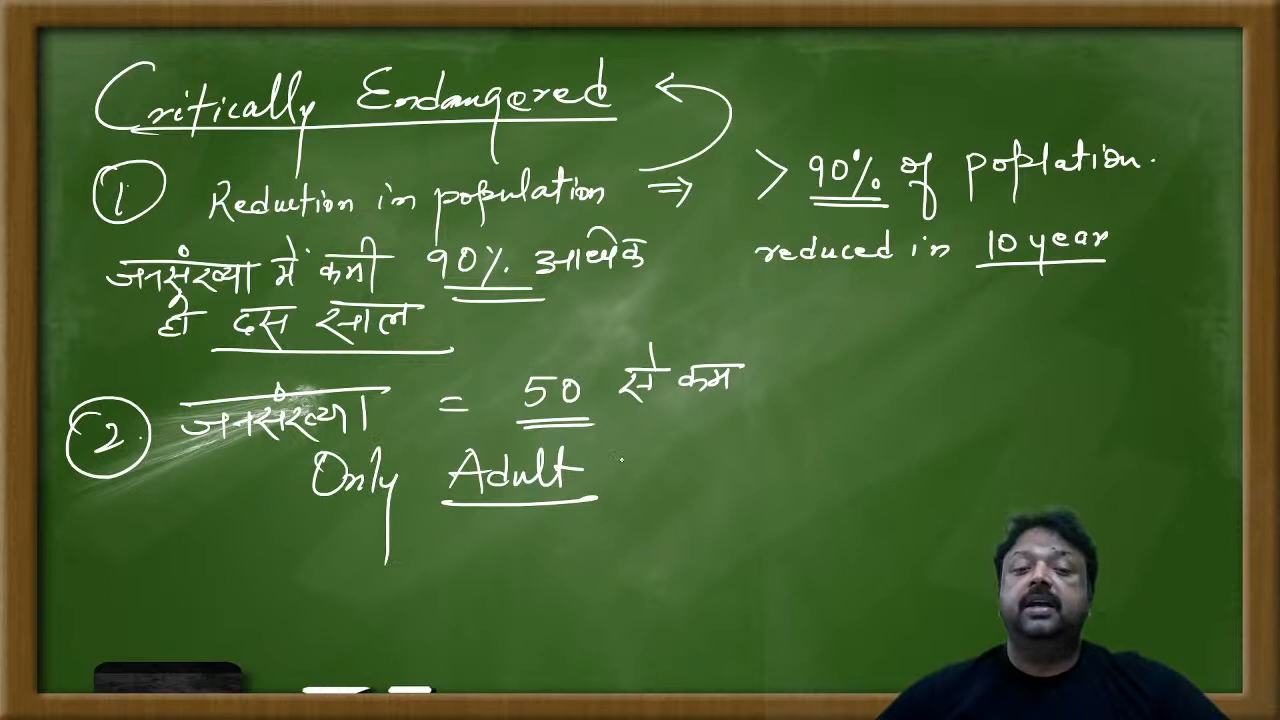 Critically Endangered
① Reduction in population ⇒ > 90% of poplation.
reduced in 10 year
जनसंख्या में कमी 90%. अधिक
हो दस साल
② जनसंख्या = 50 से कम
Only Adult